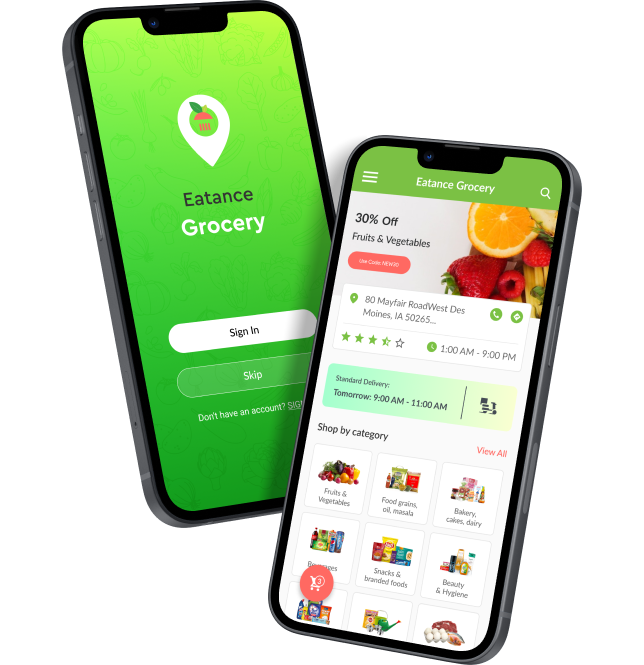 Eatance
Grocery
Sign In
Skip
Don't have an account?
Eatance Grocery
30% Off
Fruits & Vegetables
Use Code: NEW30
80 Mayfair RoadWest Des
Moines, IA 50265...
1:00 AM - 9:00 PM
Standard Delivery:
Tomorrow: 9:00 AM - 11:00 AM
Shop by category
View All
Fruits &
Vegetables
Food grains,
oil, masala
Bakery,
cakes, dairy
Beverages
Snacks &
branded foods
Beauty
& Hygiene
3